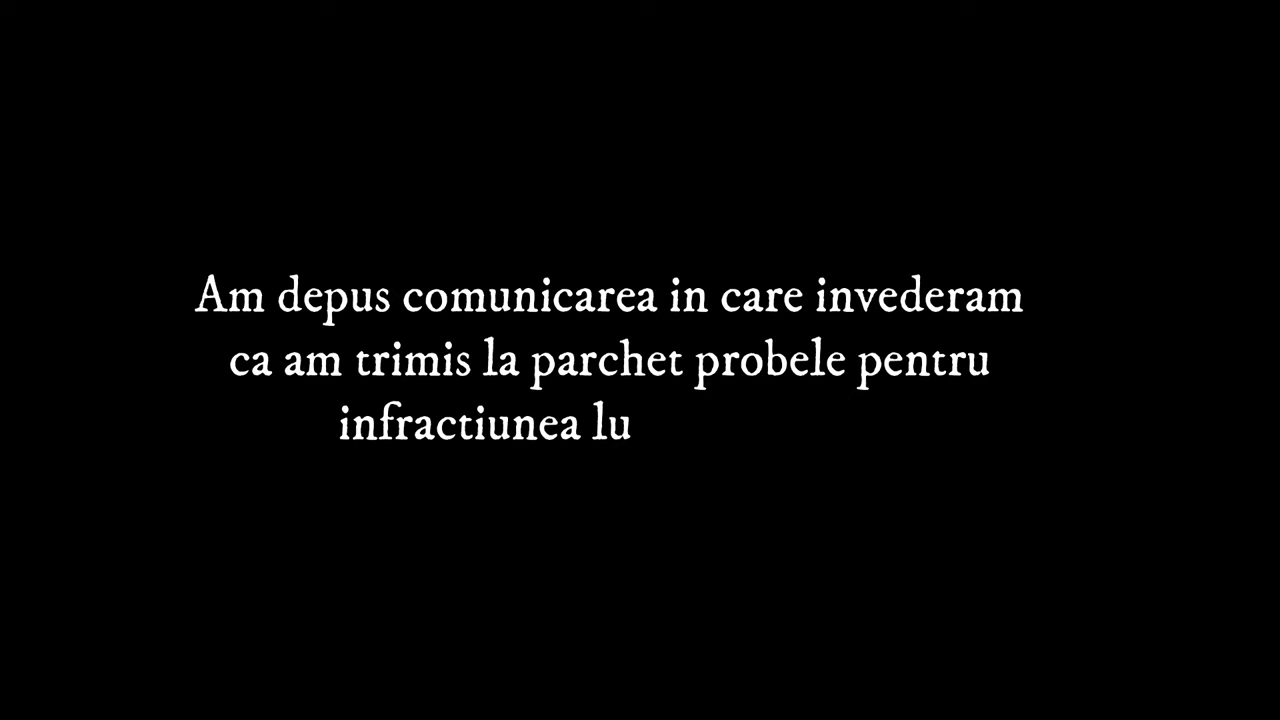 Am depus comunicarea in care invederam
ca am trimis la parchet probele pentru
infractiunea lu